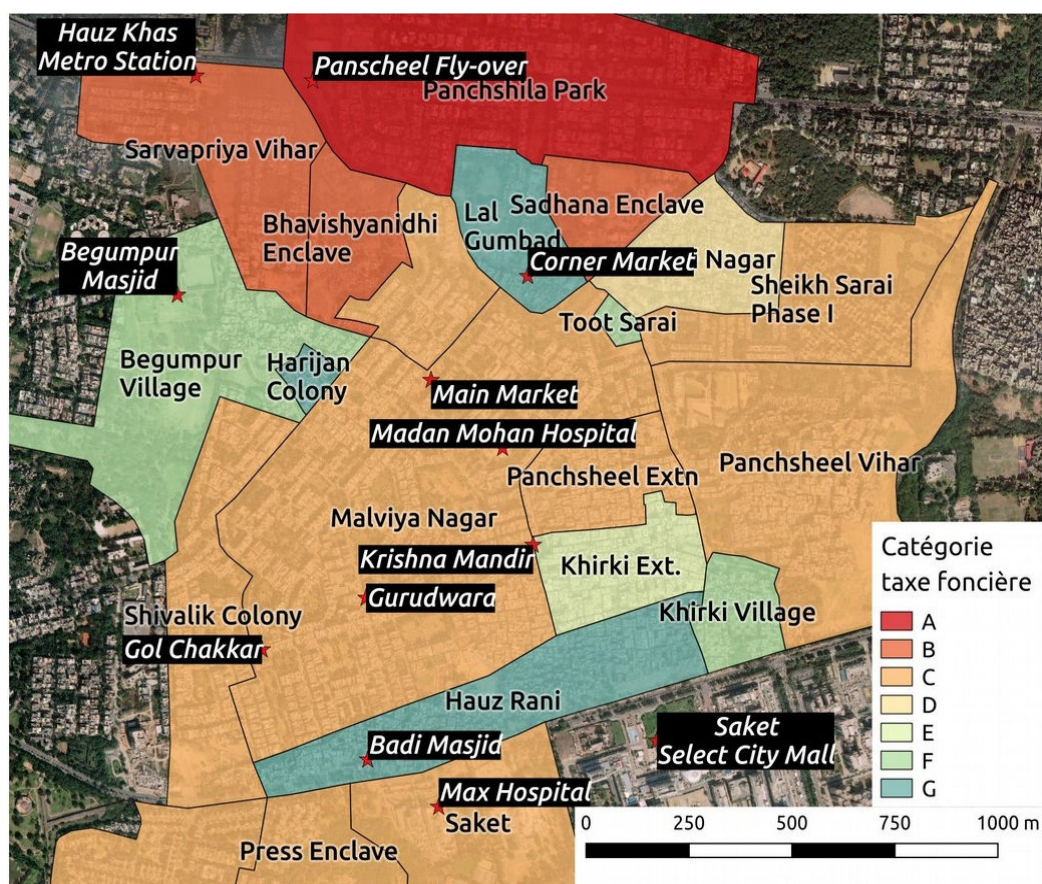 Hauz Khas
Metro Station
Panscheel Fly-over
Panchshila Park
Sarvapriya Vihar
Bhavishyanidhi
Enclave
Lal
Gumbad
Sadhana Enclave
Begumpur
Masjid
Corner Market
i Nagar
Sheikh Sarai
Phase I
Toot Sarai
Begumpur
Village
Harijan
Colony
Main Market
Madan Mohan Hospital
Panchsheel Extn
Panchsheel Vihar
Malviya Nagar
Krishna Mandir
Khirki Ext.
Gurudwara
Khirki Village
Shivalik Colony
Gol Chakkar
Hauz Rani
Badi Masjid
Saket
Select City Mall
Max Hospital
Saket
Press Enclave
Catégorie
taxe foncière
A
B
C
D
E
F
G
0 250 500 750 1000 m